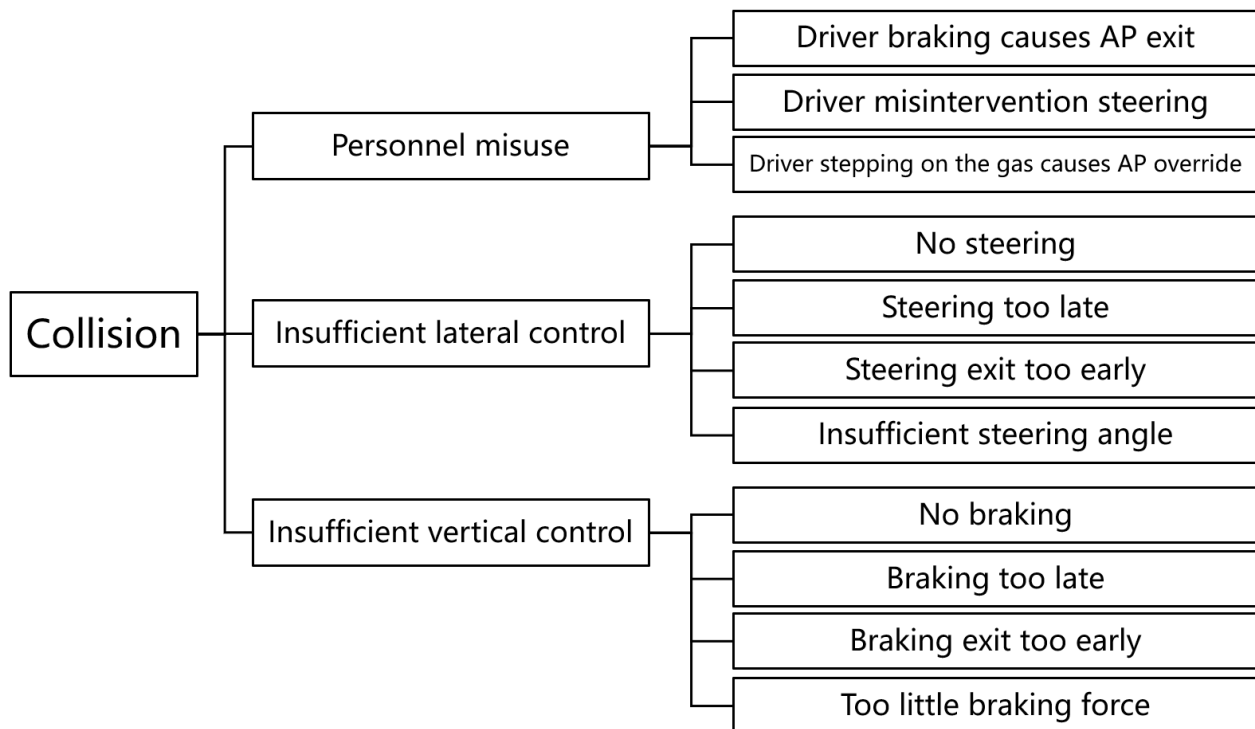 Collision
Personnel misuse
Driver braking causes AP exit
Driver misintervention steering
Driver stepping on the gas causes AP override
Insufficient lateral control
No steering
Steering too late
Steering exit too early
Insufficient steering angle
Insufficient vertical control
No braking
Braking too late
Braking exit too early
Too little braking force